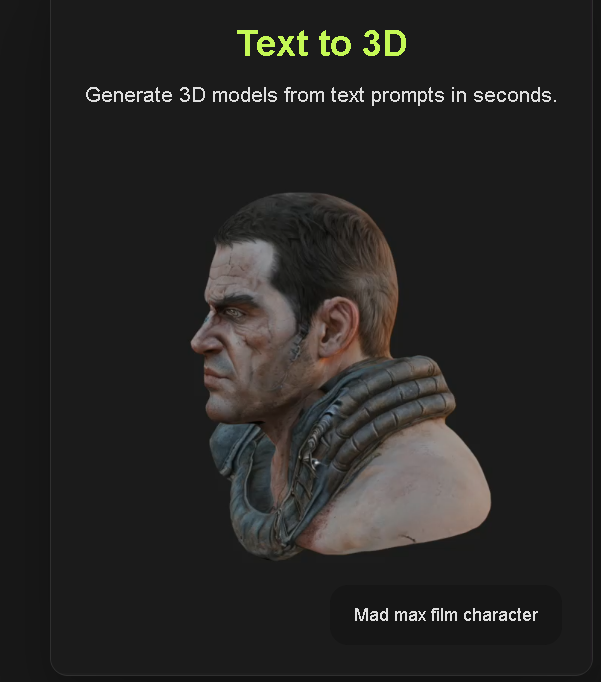 Text to 3D
Generate 3D models from text prompts in seconds.
Mad max film character